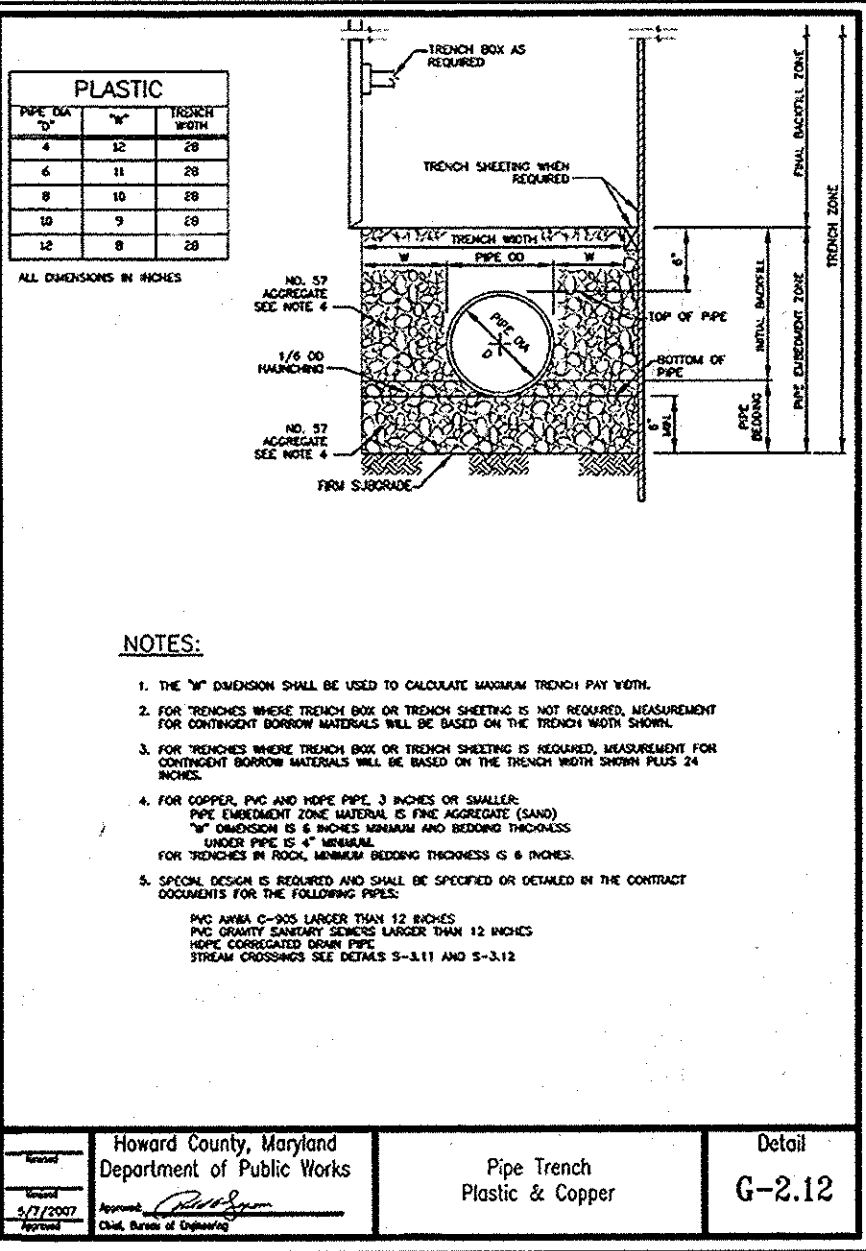 PLASTIC
PIPE DIA "D" "W" TRENCH WIDTH
4 12 28
6 11 28
8 10 28
10 9 28
12 8 28
ALL DIMENSIONS IN INCHES
TRENCH BOX AS
REQUIRED
TRENCH SHEETING WHEN
REQUIRED
TRENCH WIDTH
W PIPE OD W
NO. 57
AGGREGATE
SEE NOTE 4
1/6 OD
HAUNCHING
NO. 57
AGGREGATE
SEE NOTE 4
FIRM SUBGRADE
PIPE DIA
D
6"
TOP OF PIPE
BOTTOM OF
PIPE
6"
MIN.
PIPE
BEDDING
INITIAL BACKFILL
PIPE EMBEDMENT ZONE
FINAL BACKFILL ZONE
TRENCH ZONE
NOTES:
1. THE "W" DIMENSION SHALL BE USED TO CALCULATE MAXIMUM TRENCH PAY WIDTH.
2. FOR TRENCHES WHERE TRENCH BOX OR TRENCH SHEETING IS NOT REQUIRED, MEASUREMENT
FOR CONTINGENT BORROW MATERIALS WILL BE BASED ON THE TRENCH WIDTH SHOWN.
3. FOR TRENCHES WHERE TRENCH BOX OR TRENCH SHEETING IS REQUIRED, MEASUREMENT FOR
CONTINGENT BORROW MATERIALS WILL BE BASED ON THE TRENCH WIDTH SHOWN PLUS 24
INCHES.
4. FOR COPPER, PVC AND HDPE PIPE, 3 INCHES OR SMALLER:
PIPE EMBEDMENT ZONE MATERIAL IS FINE AGGREGATE (SAND)
"W" DIMENSION IS 6 INCHES MINIMUM AND BEDDING THICKNESS
UNDER PIPE IS 4" MINIMUM.
FOR TRENCHES IN ROCK, MINIMUM BEDDING THICKNESS IS 6 INCHES.
5. SPECIAL DESIGN IS REQUIRED AND SHALL BE SPECIFIED OR DETAILED IN THE CONTRACT
DOCUMENTS FOR THE FOLLOWING PIPES:
PVC AWWA C-905 LARGER THAN 12 INCHES
PVC GRAVITY SANITARY SEWERS LARGER THAN 12 INCHES
HDPE CORREGATED DRAIN PIPE
STREAM CROSSINGS SEE DETAILS S-3.11 AND S-3.12
Revised
Revised
5/7/2007
Approved
Howard County, Maryland
Department of Public Works
Approved:
Chief, Bureau of Engineering
Pipe Trench
Plastic & Copper
Detail
G-2.12